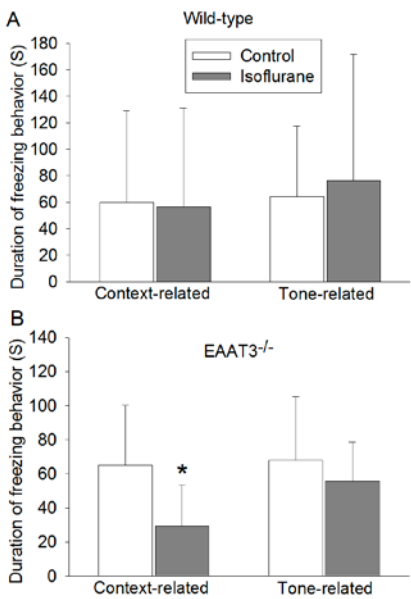 A
Wild-type
Duration of freezing behavior (S)
180
160
140
120
100
80
60
40
20
0
Control
Isoflurane
Context-related
Tone-related
B
EAAT3-/-
Duration of freezing behavior (S)
140
120
100
80
60
40
20
0
*
Context-related
Tone-related